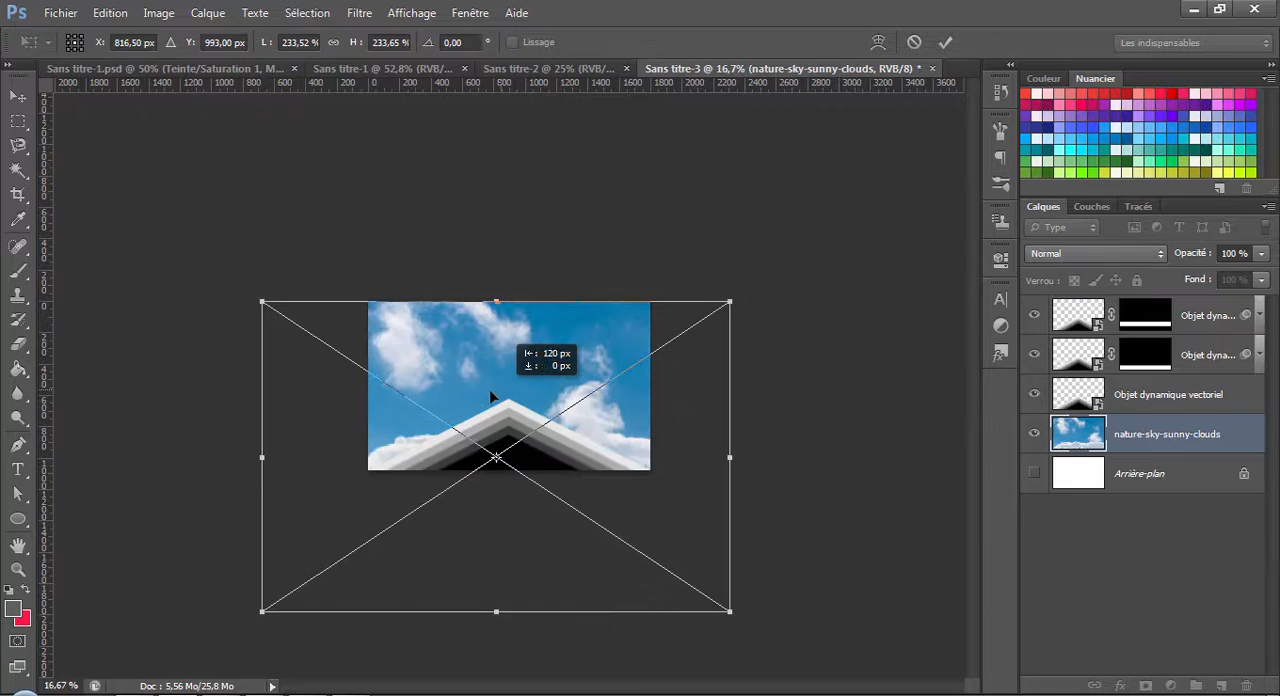 Ps Fichier Edition Image Calque Texte Sélection Filtre Affichage Fenêtre Aide
X: 816,50 px Y: 993,00 px L: 233,52 % H: 233,65 % 0,00 ° Lissage Les indispensables
Sans titre-1.psd @ 50% (Teinte/Saturation 1, M... × Sans titre-1 @ 52,8% (RVB/... × Sans titre-2 @ 25% (RVB/... × Sans titre-3 @ 16,7% (nature-sky-sunny-clouds, RVB/8) * ×
2000 1800 1600 1400 1200 1000 800 600 400 200 0 200 400 600 800 1000 1200 1400 1600 1800 2000 2200 2400 2600 2800 3000 3200 3400 3600
Couleur Nuancier
Calques Couches Tracés
Type
Normal Opacité : 100 %
Verrou : Fond : 100 %
Objet dyna...
Objet dyna...
Objet dynamique vectoriel
nature-sky-sunny-clouds
Arrière-plan
120 px
0 px
16,67 % Doc : 5,56 Mo/25,8 Mo